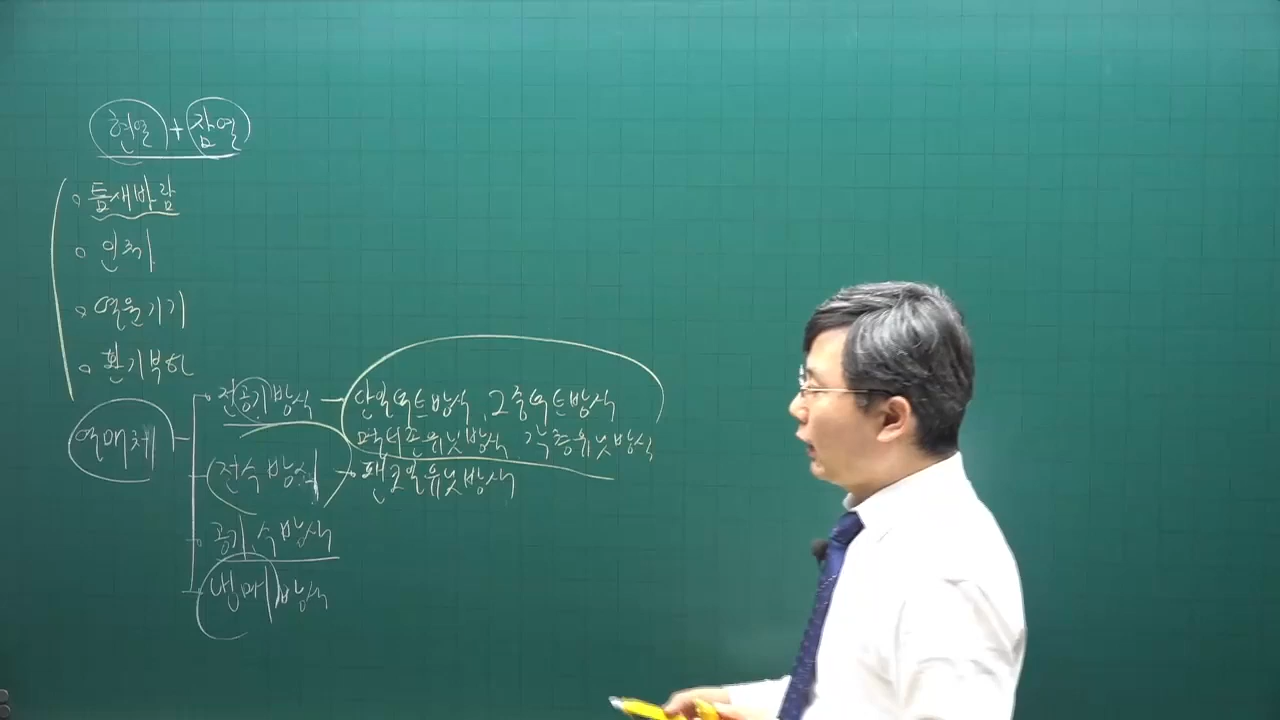 현열 + 잠열
틈새바람
인체
열원기기
환기부하
열매체
전공기방식 - 단일덕트방식, 2중덕트방식
멀티존유닛방식 각층유닛방식
전수방식 - 팬코일유닛방식
공기.수방식
냉매방식